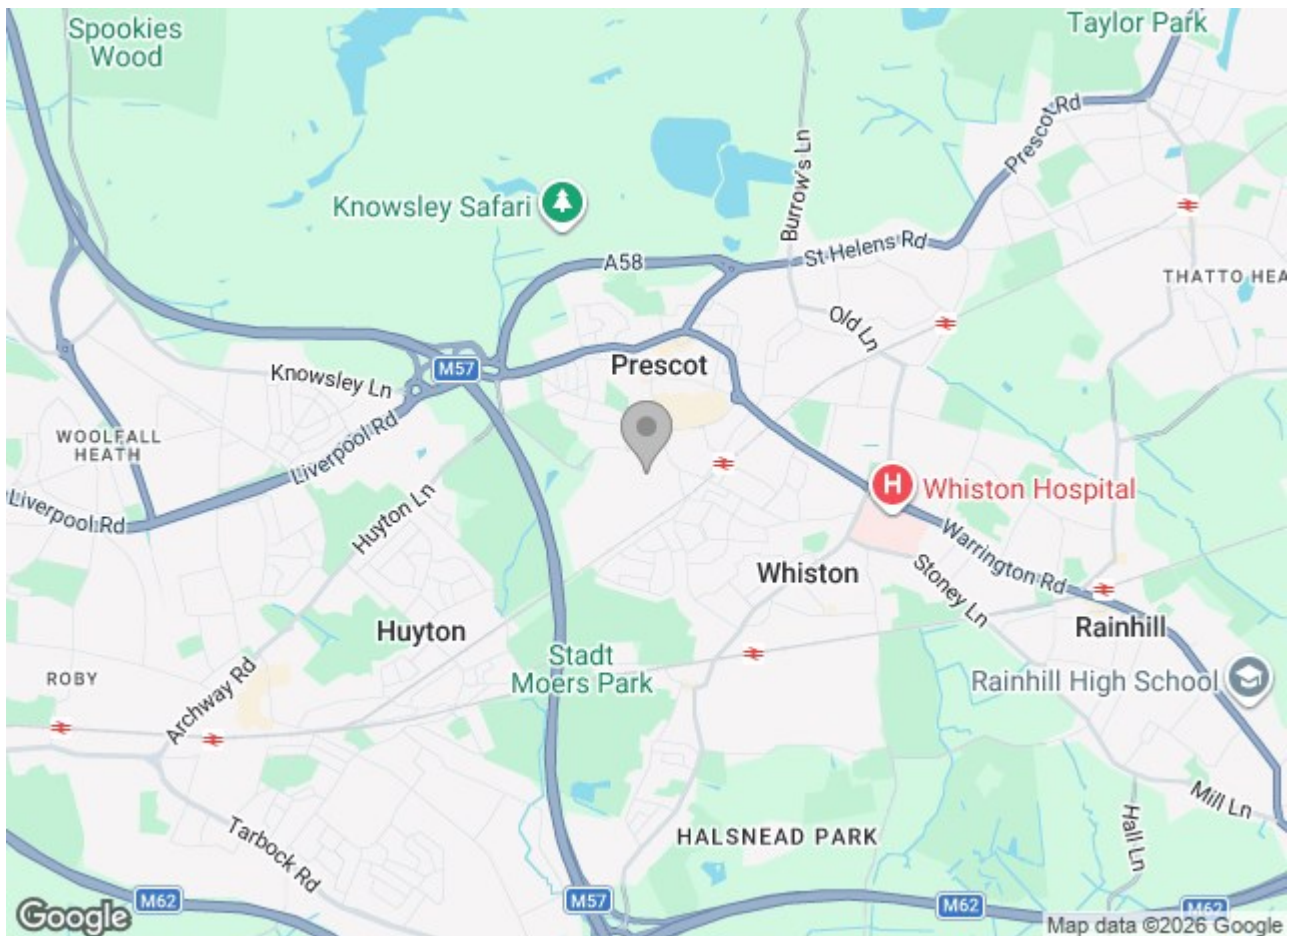 Spookies
Wood
Taylor Park
Prescot Rd
Burrow's Ln
Knowsley Safari
St Helens Rd
A58
THATTO HEA
Old Ln
Prescot
M57
Knowsley Ln
Liverpool Rd
WOOLFALL
HEATH
Liverpool Rd
Huyton Ln
H
Whiston Hospital
Warrington Rd
Whiston
Stoney Ln
Huyton
Rainhill
Stadt
Moers Park
ROBY
Archway Rd
Rainhill High School
Mill Ln
Hall Ln
HALSNEAD PARK
Tarbock Rd
M62
M57
M62
M62
Google
Map data ©2026 Google